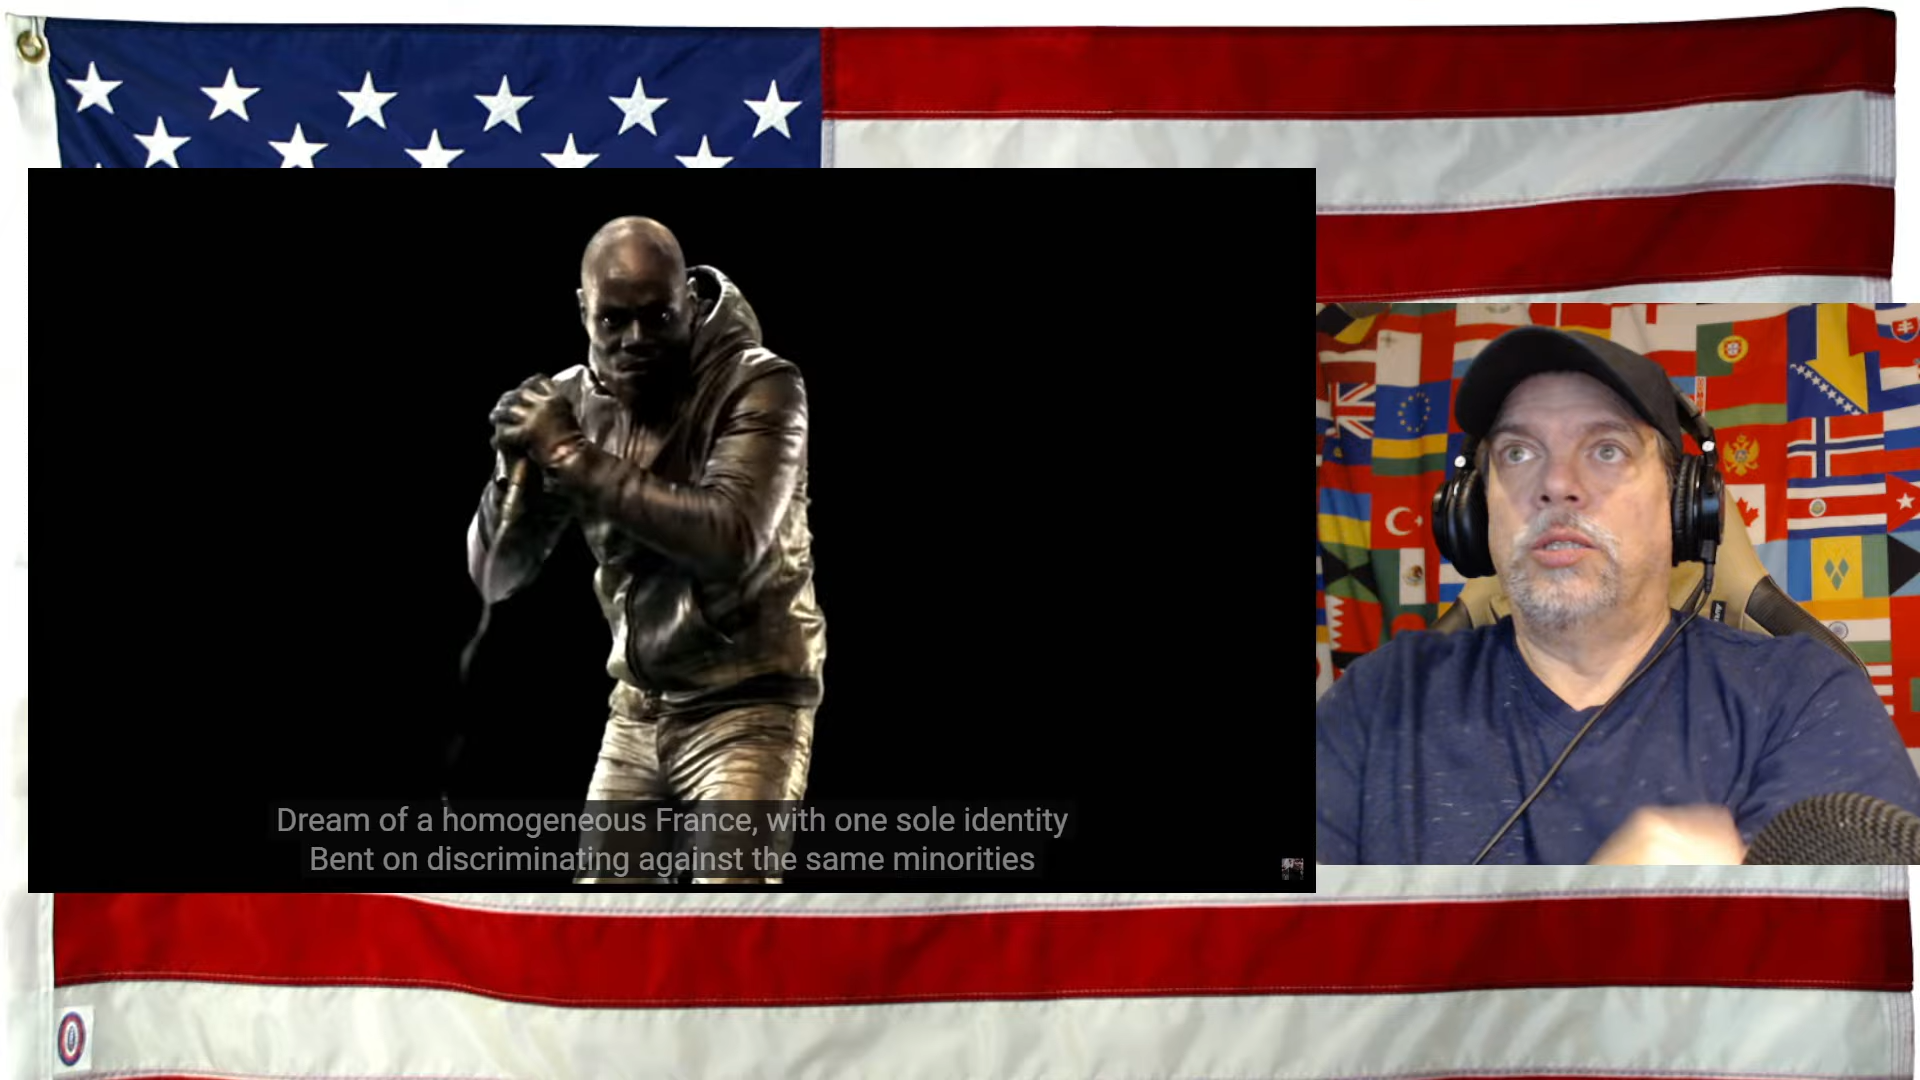 Dream of a homogeneous France, with one sole identity
Bent on discriminating against the same minorities